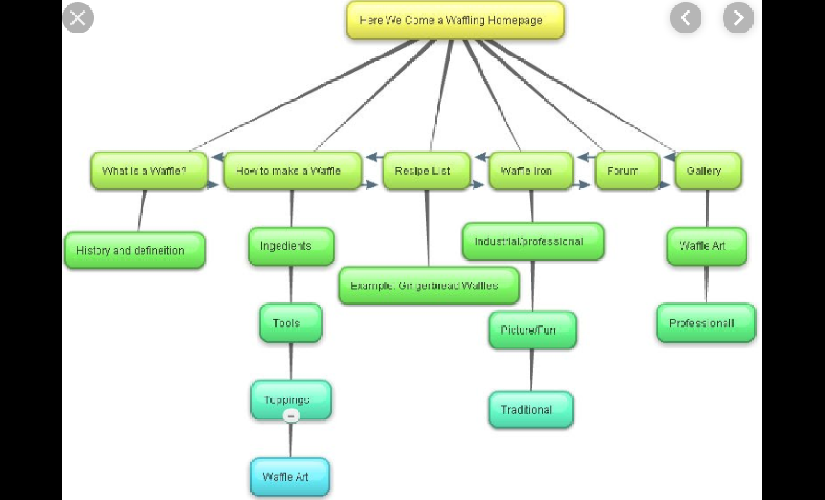 Here We Come a Waffling Homepage
What is a Waffle?
How to make a Waffle
Resipe List
Waffle Iron
Forum
Gallery
History and defineition
Ingedients
Industrial/professional
Waffle Art
Example: Gingerbread Waffles
Tools
Picture/Fun
Professionall
Toppings
Traditional
Waffle Art